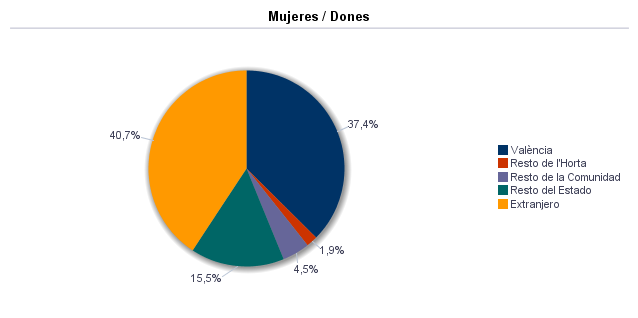 Mujeres / Dones
40,7%
37,4%
1,9%
4,5%
15,5%
València
Resto de l'Horta
Resto de la Comunidad
Resto del Estado
Extranjero